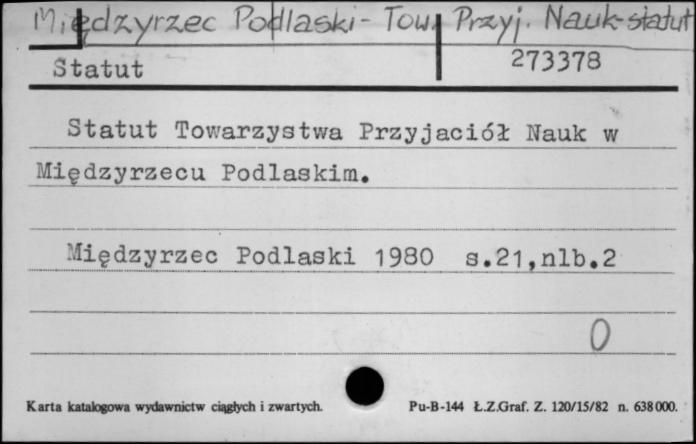 Międzyrzec Podlaski - Tow. Przyj. Nauk - statut
Statut 273378
Statut Towarzystwa Przyjaciół Nauk w
Międzyrzecu Podlaskim.
Międzyrzec Podlaski 1980 s.21,nlb.2
0
Karta katalogowa wydawnictw ciągłych i zwartych. Pu-B-144 Ł.Z.Graf. Z. 120/15/82 n. 638000.